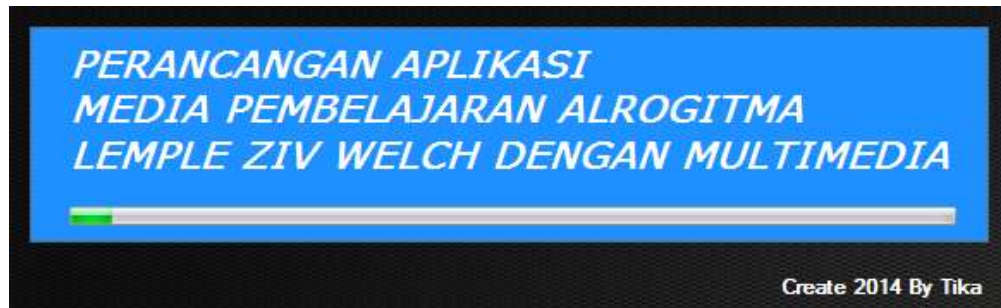 PERANCANGAN APLIKASI
MEDIA PEMBELAJARAN ALROGITMA
LEMPLE ZIV WELCH DENGAN MULTIMEDIA
Create 2014 By Tika